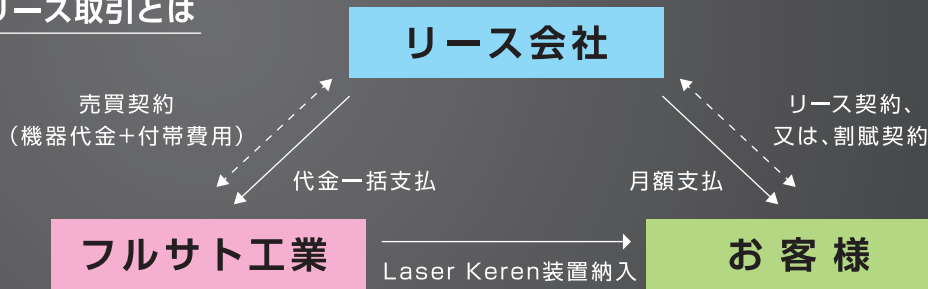 リース取引とは
リース会社
売買契約
（機器代金+付帯費用）
リース契約、
又は、割賦契約
代金一括支払
月額支払
フルサト工業
Laser Keren装置納入
お客様